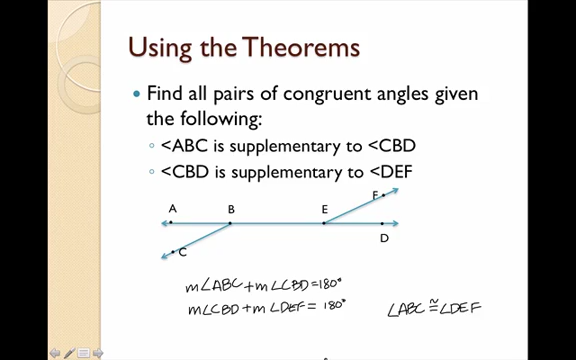 Using the Theorems
• Find all pairs of congruent angles given
the following:
◦ <ABC is supplementary to <CBD
◦ <CBD is supplementary to <DEF
F
A B E
D
C
m∠ABC + m∠CBD = 180°
m∠CBD + m∠DEF = 180°
∠ABC ≅ ∠DEF